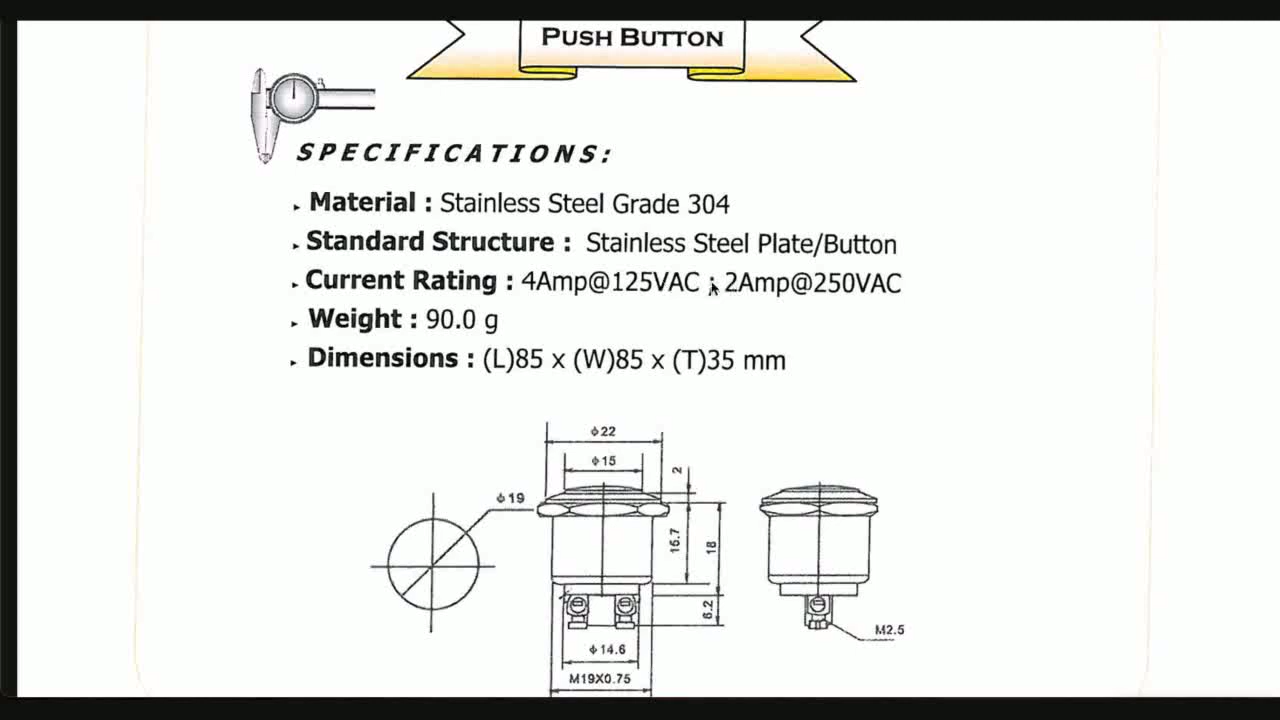 PUSH BUTTON
SPECIFICATIONS:
▸ Material : Stainless Steel Grade 304
▸ Standard Structure : Stainless Steel Plate/Button
▸ Current Rating : 4Amp@125VAC ; 2Amp@250VAC
▸ Weight : 90.0 g
▸ Dimensions : (L)85 x (W)85 x (T)35 mm
ϕ22
ϕ15
2
ϕ19
15.7
18
6.2
M2.5
ϕ14.6
M19X0.75